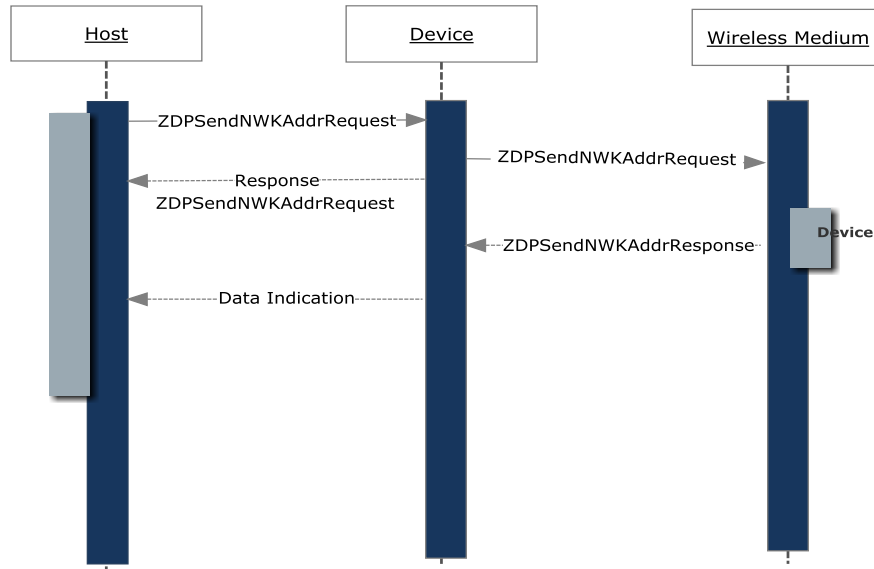 Host
Device
Wireless Medium
ZDPSendNWKAddrRequest
ZDPSendNWKAddrRequest
Response
ZDPSendNWKAddrRequest
Device
ZDPSendNWKAddrResponse
Data Indication